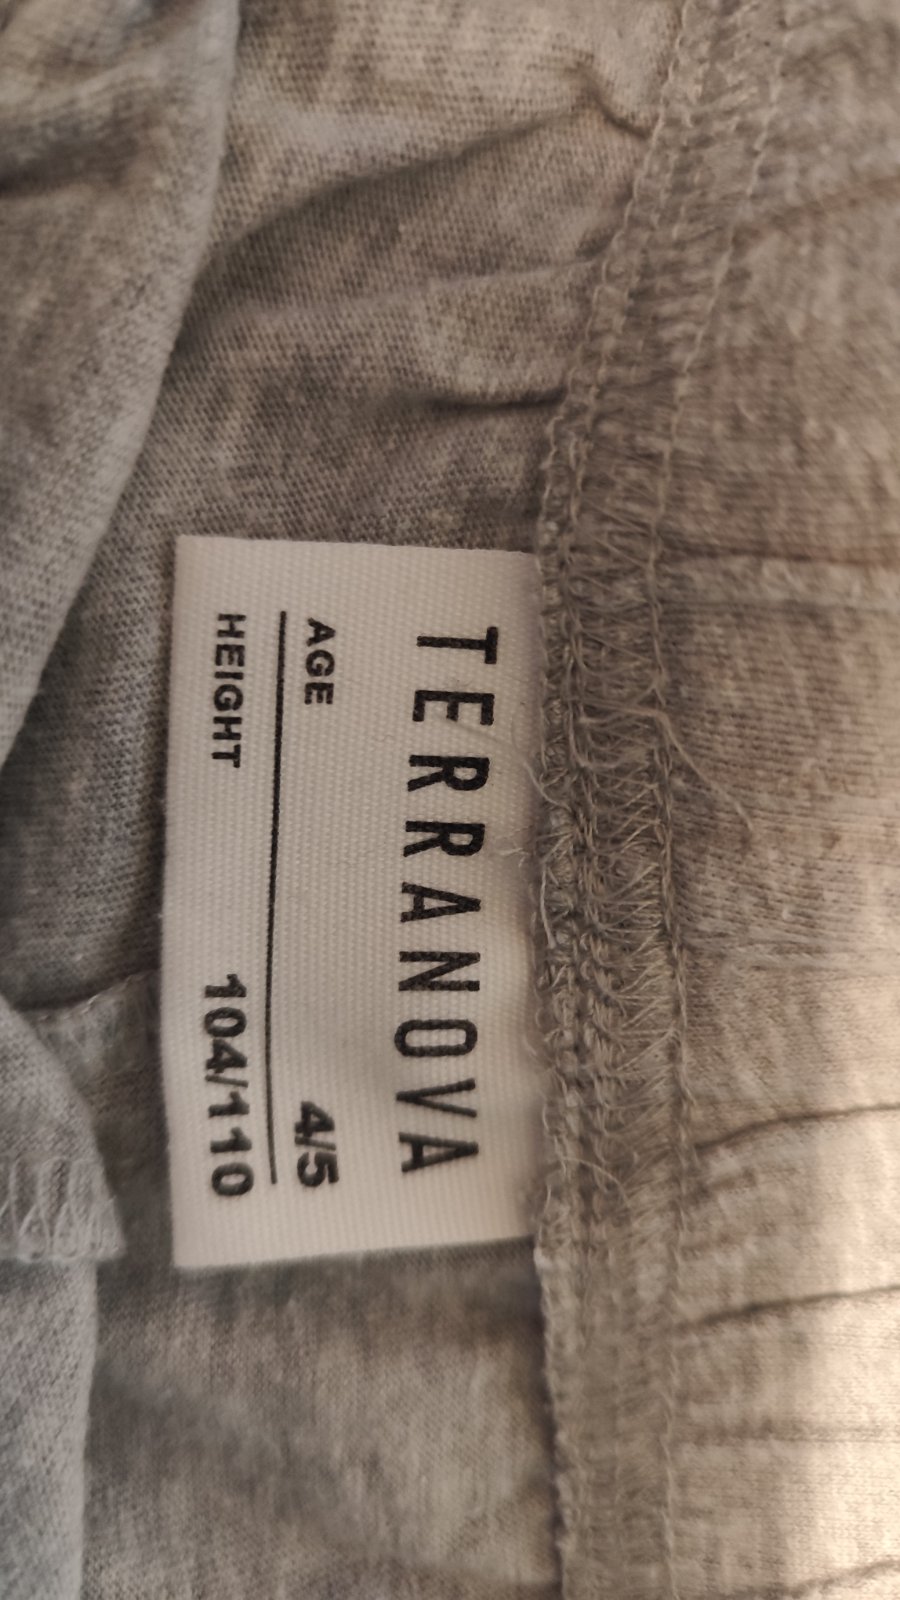 TERRANOVA
AGE 4/5
HEIGHT 104/110